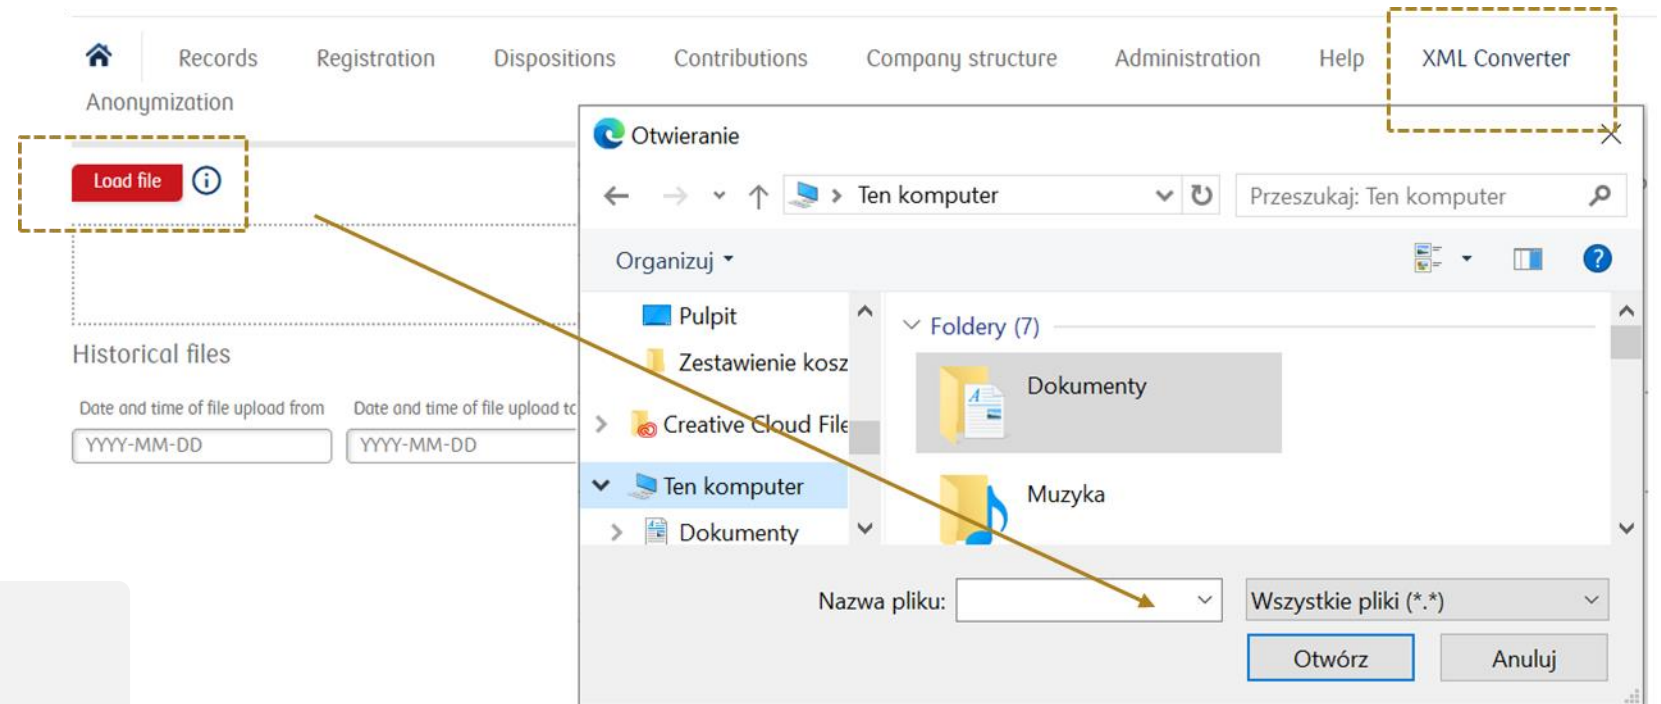 Records Registration Dispositions Contributions Company structure Administration Help XML Converter
Anonymization
Load file
Historical files
Date and time of file upload from Date and time of file upload to
YYYY-MM-DD YYYY-MM-DD
Otwieranie
Ten komputer
Przeszukaj: Ten komputer
Organizuj
Pulpit
Zestawienie kosz
Creative Cloud File
Ten komputer
Dokumenty
Foldery (7)
Dokumenty
Muzyka
Nazwa pliku:
Wszystkie pliki (*.*)
Otwórz Anuluj